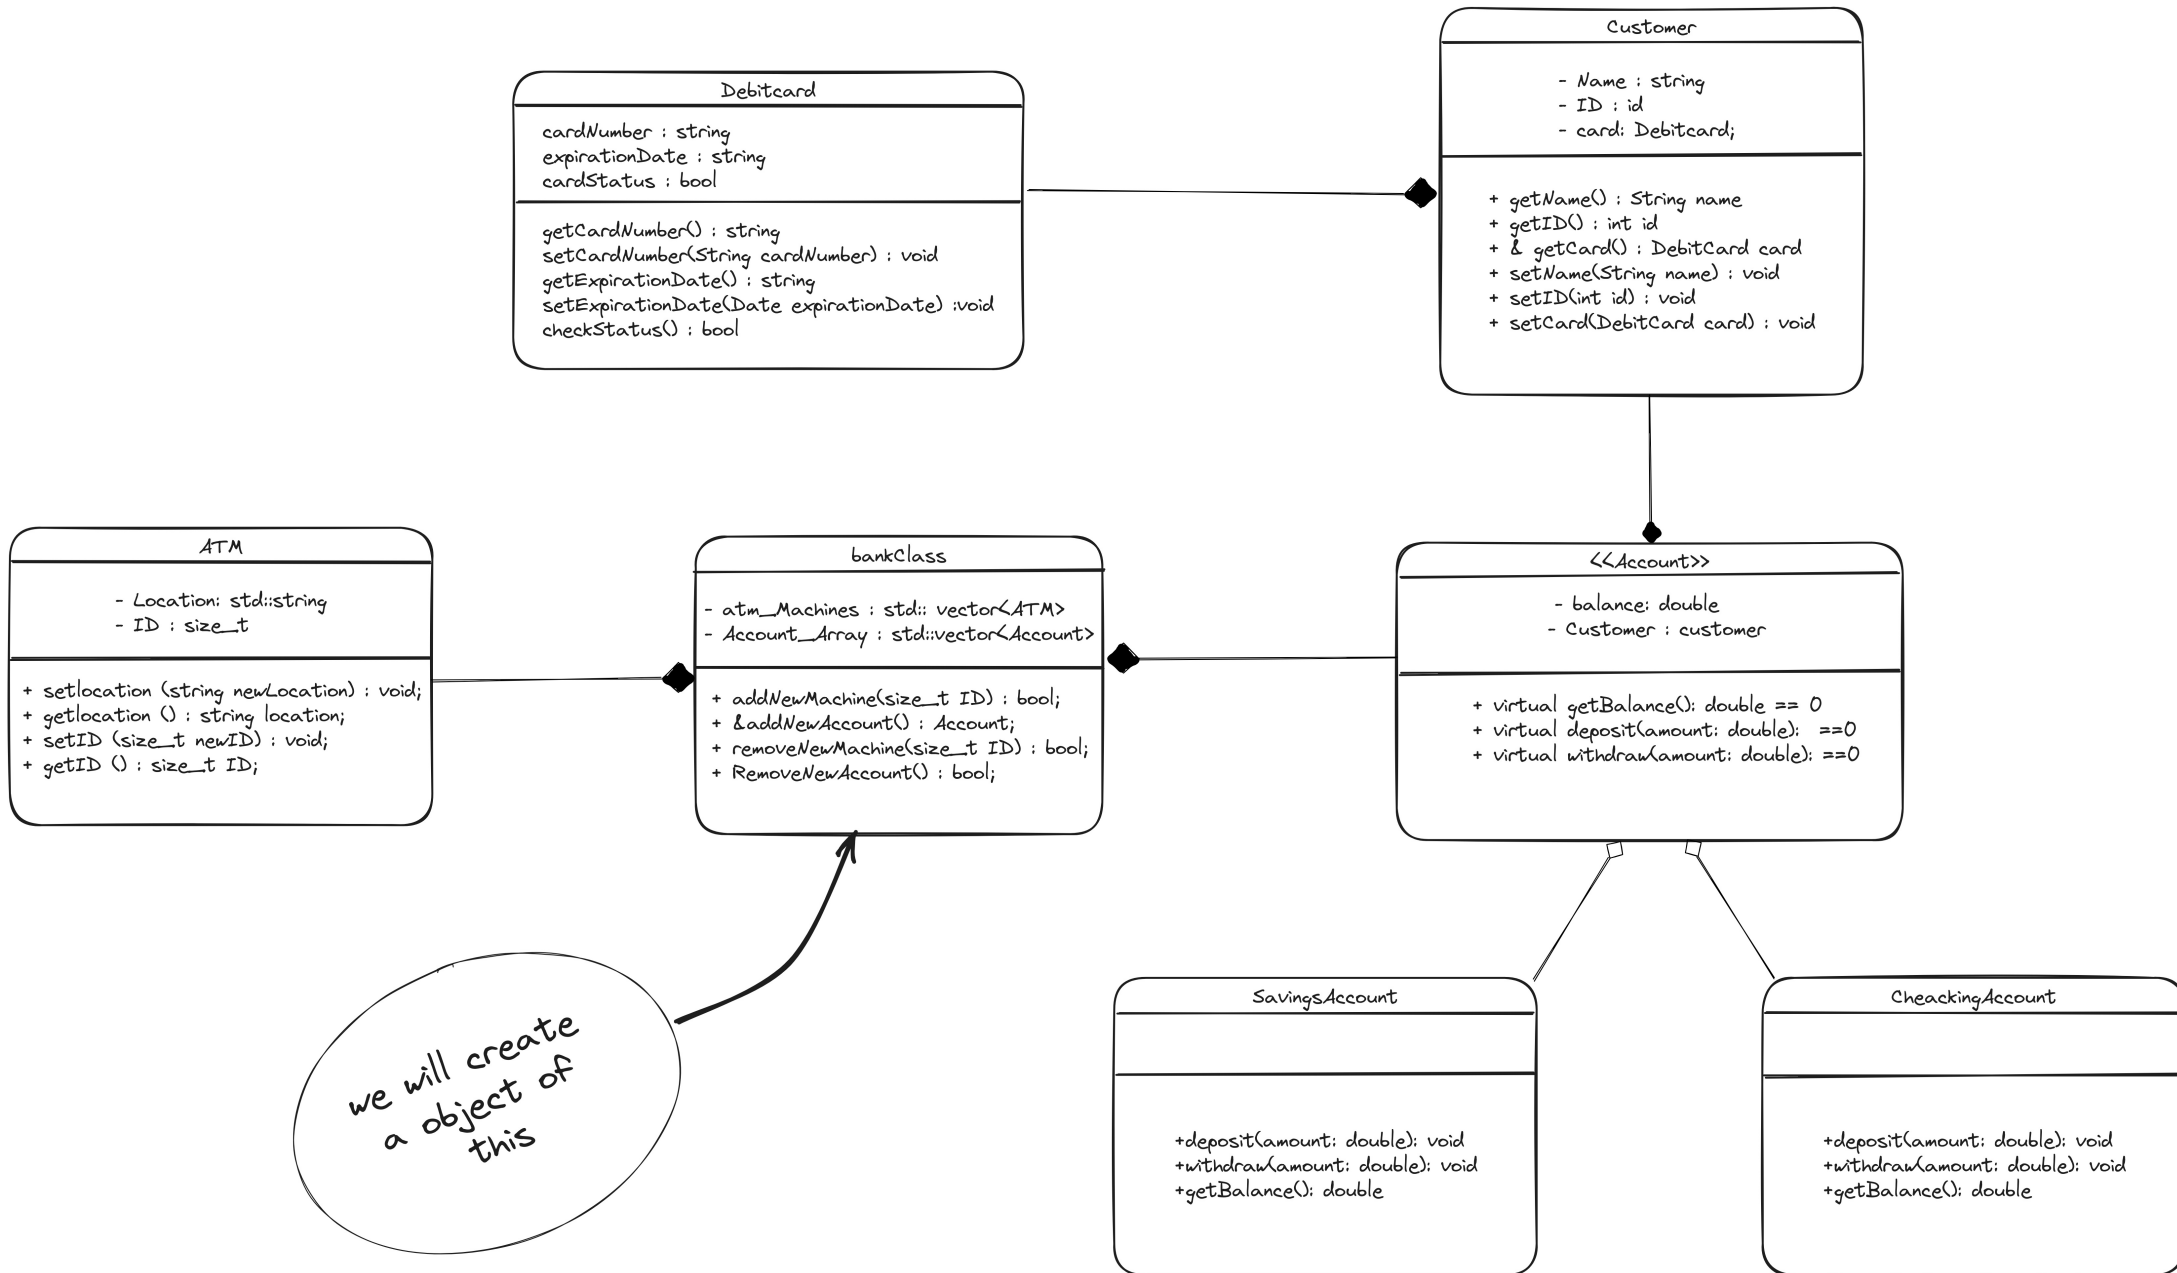 Customer
- Name : string
- ID : id
- card: Debitcard;
+ getName() : String name
+ getID() : int id
+ & getCard() : DebitCard card
+ setName(String name) : void
+ setID(int id) : void
+ setCard(DebitCard card) : void
Debitcard
cardNumber : string
expirationDate : string
cardStatus : bool
getCardNumber() : string
setCardNumber(String cardNumber) : void
getExpirationDate() : string
setExpirationDate(Date expirationDate) :void
checkStatus() : bool
ATM
- Location: std::string
- ID : size_t
+ setlocation (string newLocation) : void;
+ getlocation () : string location;
+ setID (size_t newID) : void;
+ getID () : size_t ID;
bankClass
- atm_Machines : std:: vector<ATM>
- Account_Array : std::vector<Account>
+ addNewMachine(size_t ID) : bool;
+ &addNewAccount() : Account;
+ removeNewMachine(size_t ID) : bool;
+ RemoveNewAccount() : bool;
<<Account>>
- balance: double
- Customer : customer
+ virtual getBalance(): double == 0
+ virtual deposit(amount: double): ==0
+ virtual withdraw(amount: double): ==0
we will create
a object of
this
SavingsAccount
+deposit(amount: double): void
+withdraw(amount: double): void
+getBalance(): double
CheackingAccount
+deposit(amount: double): void
+withdraw(amount: double): void
+getBalance(): double